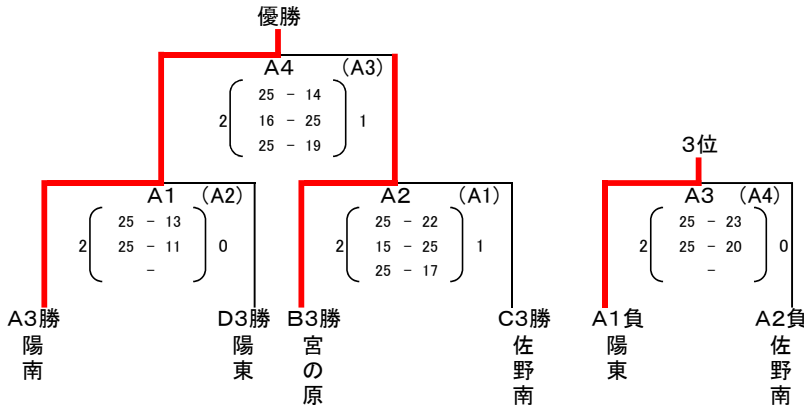 優勝
A4 (A3)
25 - 14
2 16 - 25 1
25 - 19
3位
A1 (A2)
25 - 13
2 25 - 11 0
-
A2 (A1)
25 - 22
2 15 - 25 1
25 - 17
A3 (A4)
25 - 23
2 25 - 20 0
-
A3勝 D3勝 B3勝 C3勝 A1負 A2負
陽南
陽東
宮の原
佐野南
陽東
佐野南